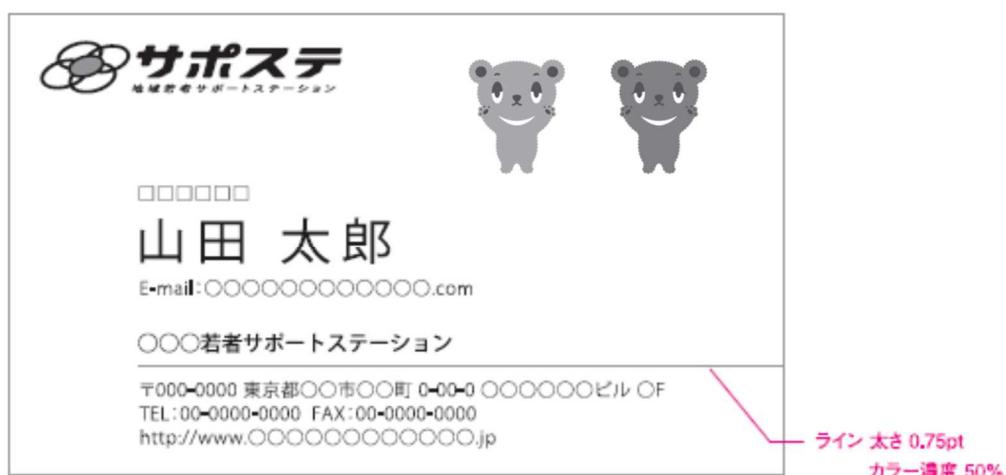 サポステ
地域若者サポートステーション
□□□□□□
山田 太郎
E-mail:○○○○○○○○○○○○.com
○○○若者サポートステーション
〒000-0000 東京都○○市○○町 0-00-0 ○○○○○○ビル ○F
TEL:00-0000-0000 FAX:00-0000-0000
http://www.○○○○○○○○○○○○○.jp
ライン 太さ 0.75pt
カラー濃度 50%